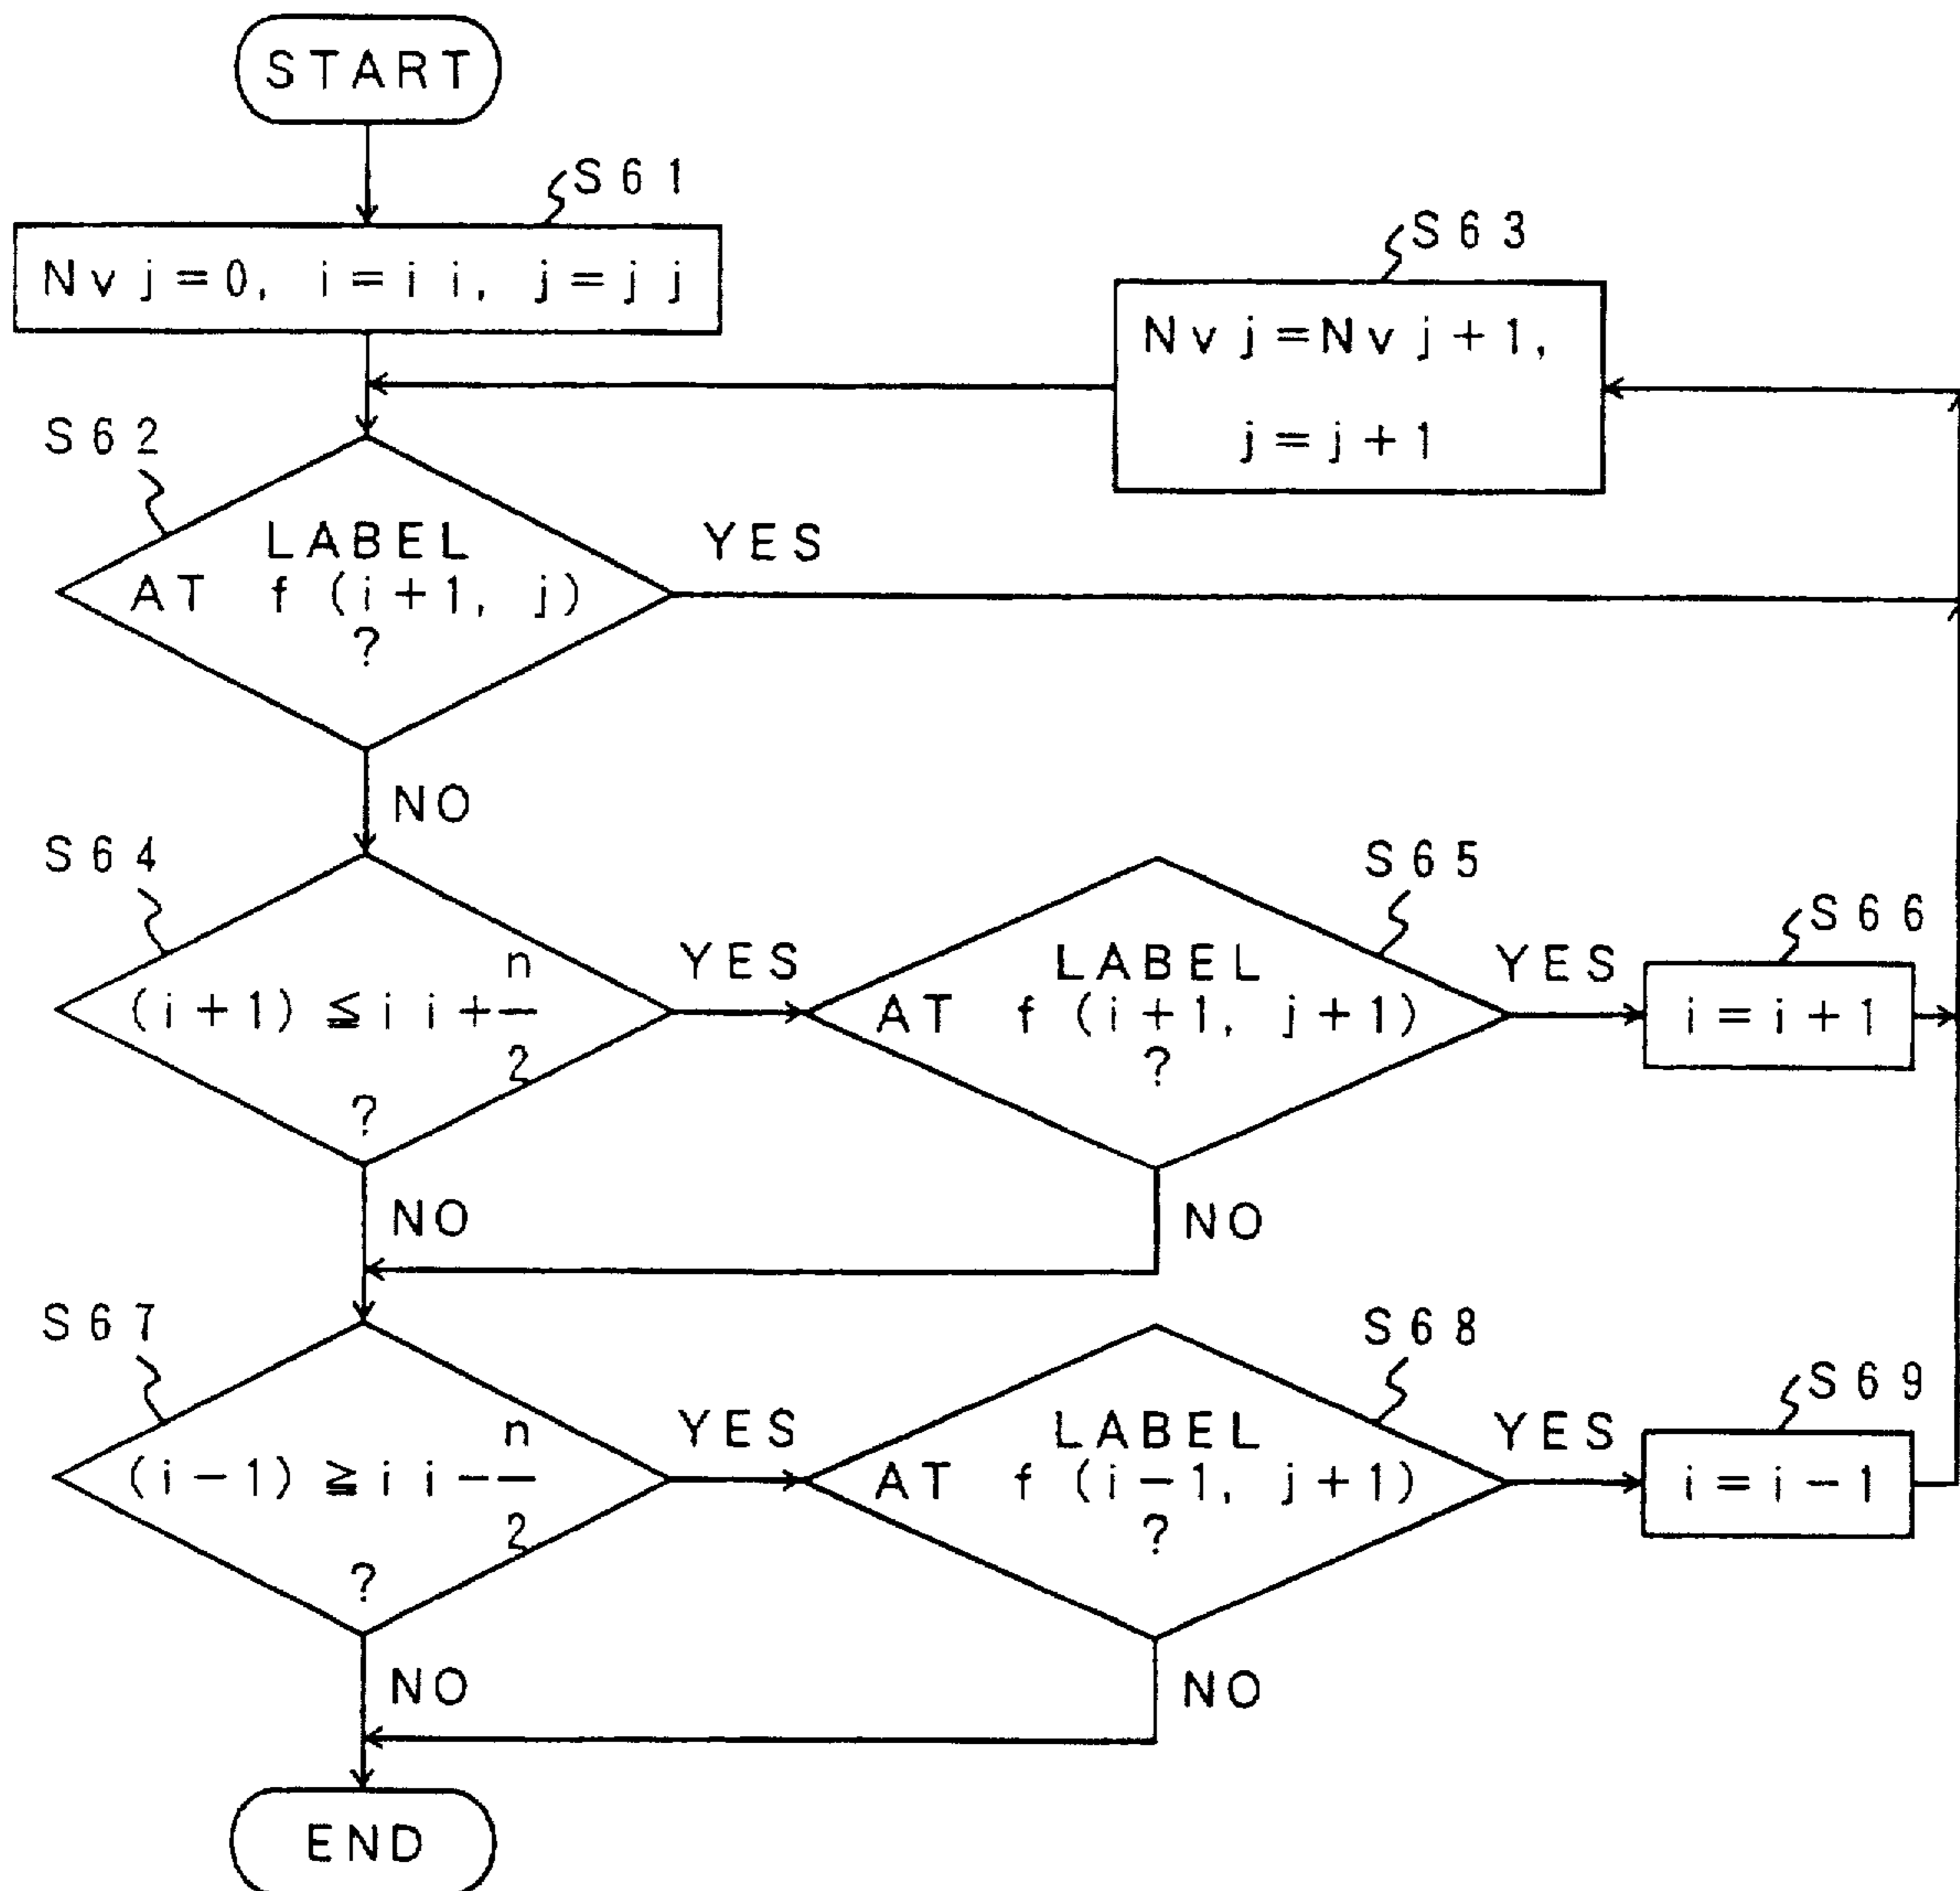 START
S61
Nvj=0, i=ii, j=jj
S63
Nvj=Nvj+1,
j=j+1
S62
LABEL
AT f(i+1, j)
?
YES
NO
S64
(i+1)≦ii+n/2
?
YES
NO
S65
LABEL
AT f(i+1, j+1)
?
YES
NO
S66
i=i+1
S67
(i-1)≧ii-n/2
?
YES
NO
S68
LABEL
AT f(i-1, j+1)
?
YES
NO
S69
i=i-1
END